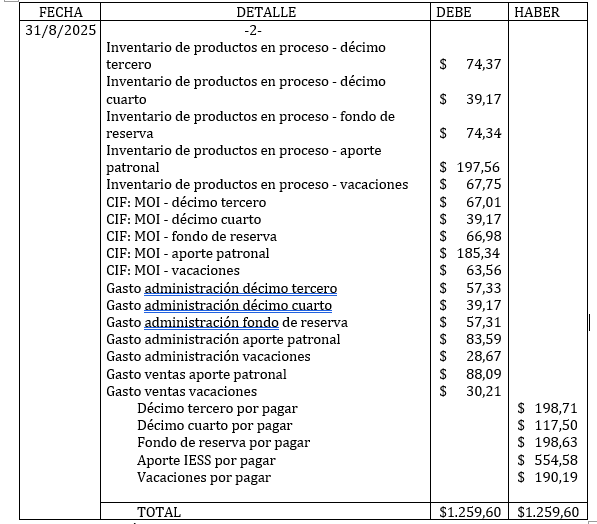 FECHA DETALLE DEBE HABER
31/8/2025 -2-
Inventario de productos en proceso - décimo
tercero $ 74,37
Inventario de productos en proceso - décimo
cuarto $ 39,17
Inventario de productos en proceso - fondo de
reserva $ 74,34
Inventario de productos en proceso - aporte
patronal $ 197,56
Inventario de productos en proceso - vacaciones $ 67,75
CIF: MOI - décimo tercero $ 67,01
CIF: MOI - décimo cuarto $ 39,17
CIF: MOI - fondo de reserva $ 66,98
CIF: MOI - aporte patronal $ 185,34
CIF: MOI - vacaciones $ 63,56
Gasto administración décimo tercero $ 57,33
Gasto administración décimo cuarto $ 39,17
Gasto administración fondo de reserva $ 57,31
Gasto administración aporte patronal $ 83,59
Gasto administración vacaciones $ 28,67
Gasto ventas aporte patronal $ 88,09
Gasto ventas vacaciones $ 30,21
Décimo tercero por pagar $ 198,71
Décimo cuarto por pagar $ 117,50
Fondo de reserva por pagar $ 198,63
Aporte IESS por pagar $ 554,58
Vacaciones por pagar $ 190,19
TOTAL $1.259,60 $1.259,60